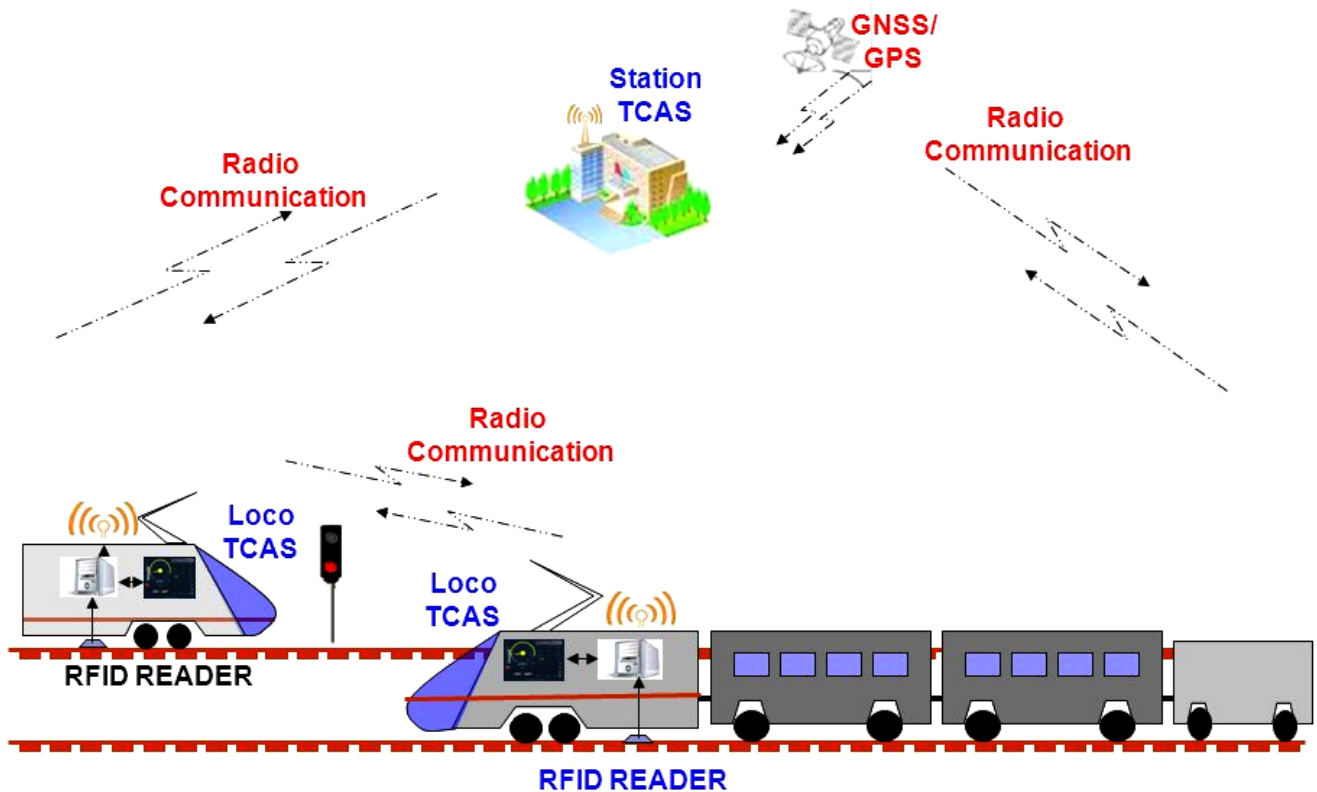 GNSS/
GPS
Station
TCAS
Radio
Communication
Radio
Communication
Radio
Communication
Loco
TCAS
Loco
TCAS
RFID READER
RFID READER